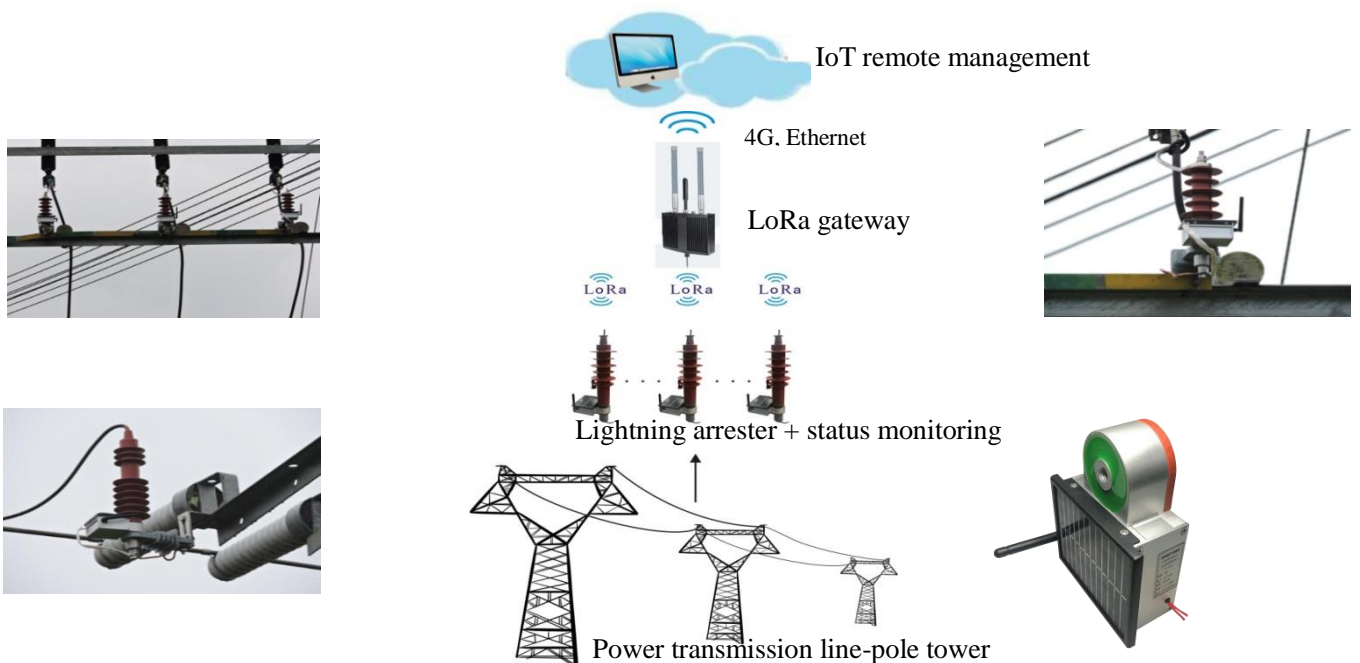 IoT remote management
4G, Ethernet
LoRa gateway
LoRa LoRa LoRa
Lightning arrester + status monitoring
Power transmission line-pole tower